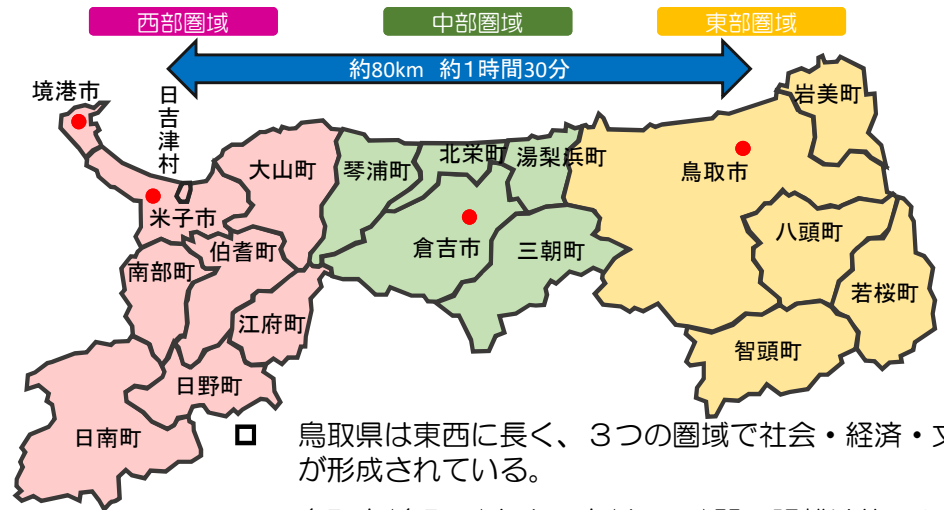 西部圏域
中部圏域
東部圏域
約80km 約1時間30分
境港市
日吉津村
岩美町
大山町
琴浦町
北栄町
湯梨浜町
鳥取市
米子市
倉吉市
三朝町
八頭町
南部町
伯耆町
若桜町
江府町
智頭町
日野町
日南町
□ 鳥取県は東西に長く、３つの圏域で社会・経済・文
が形成されている。